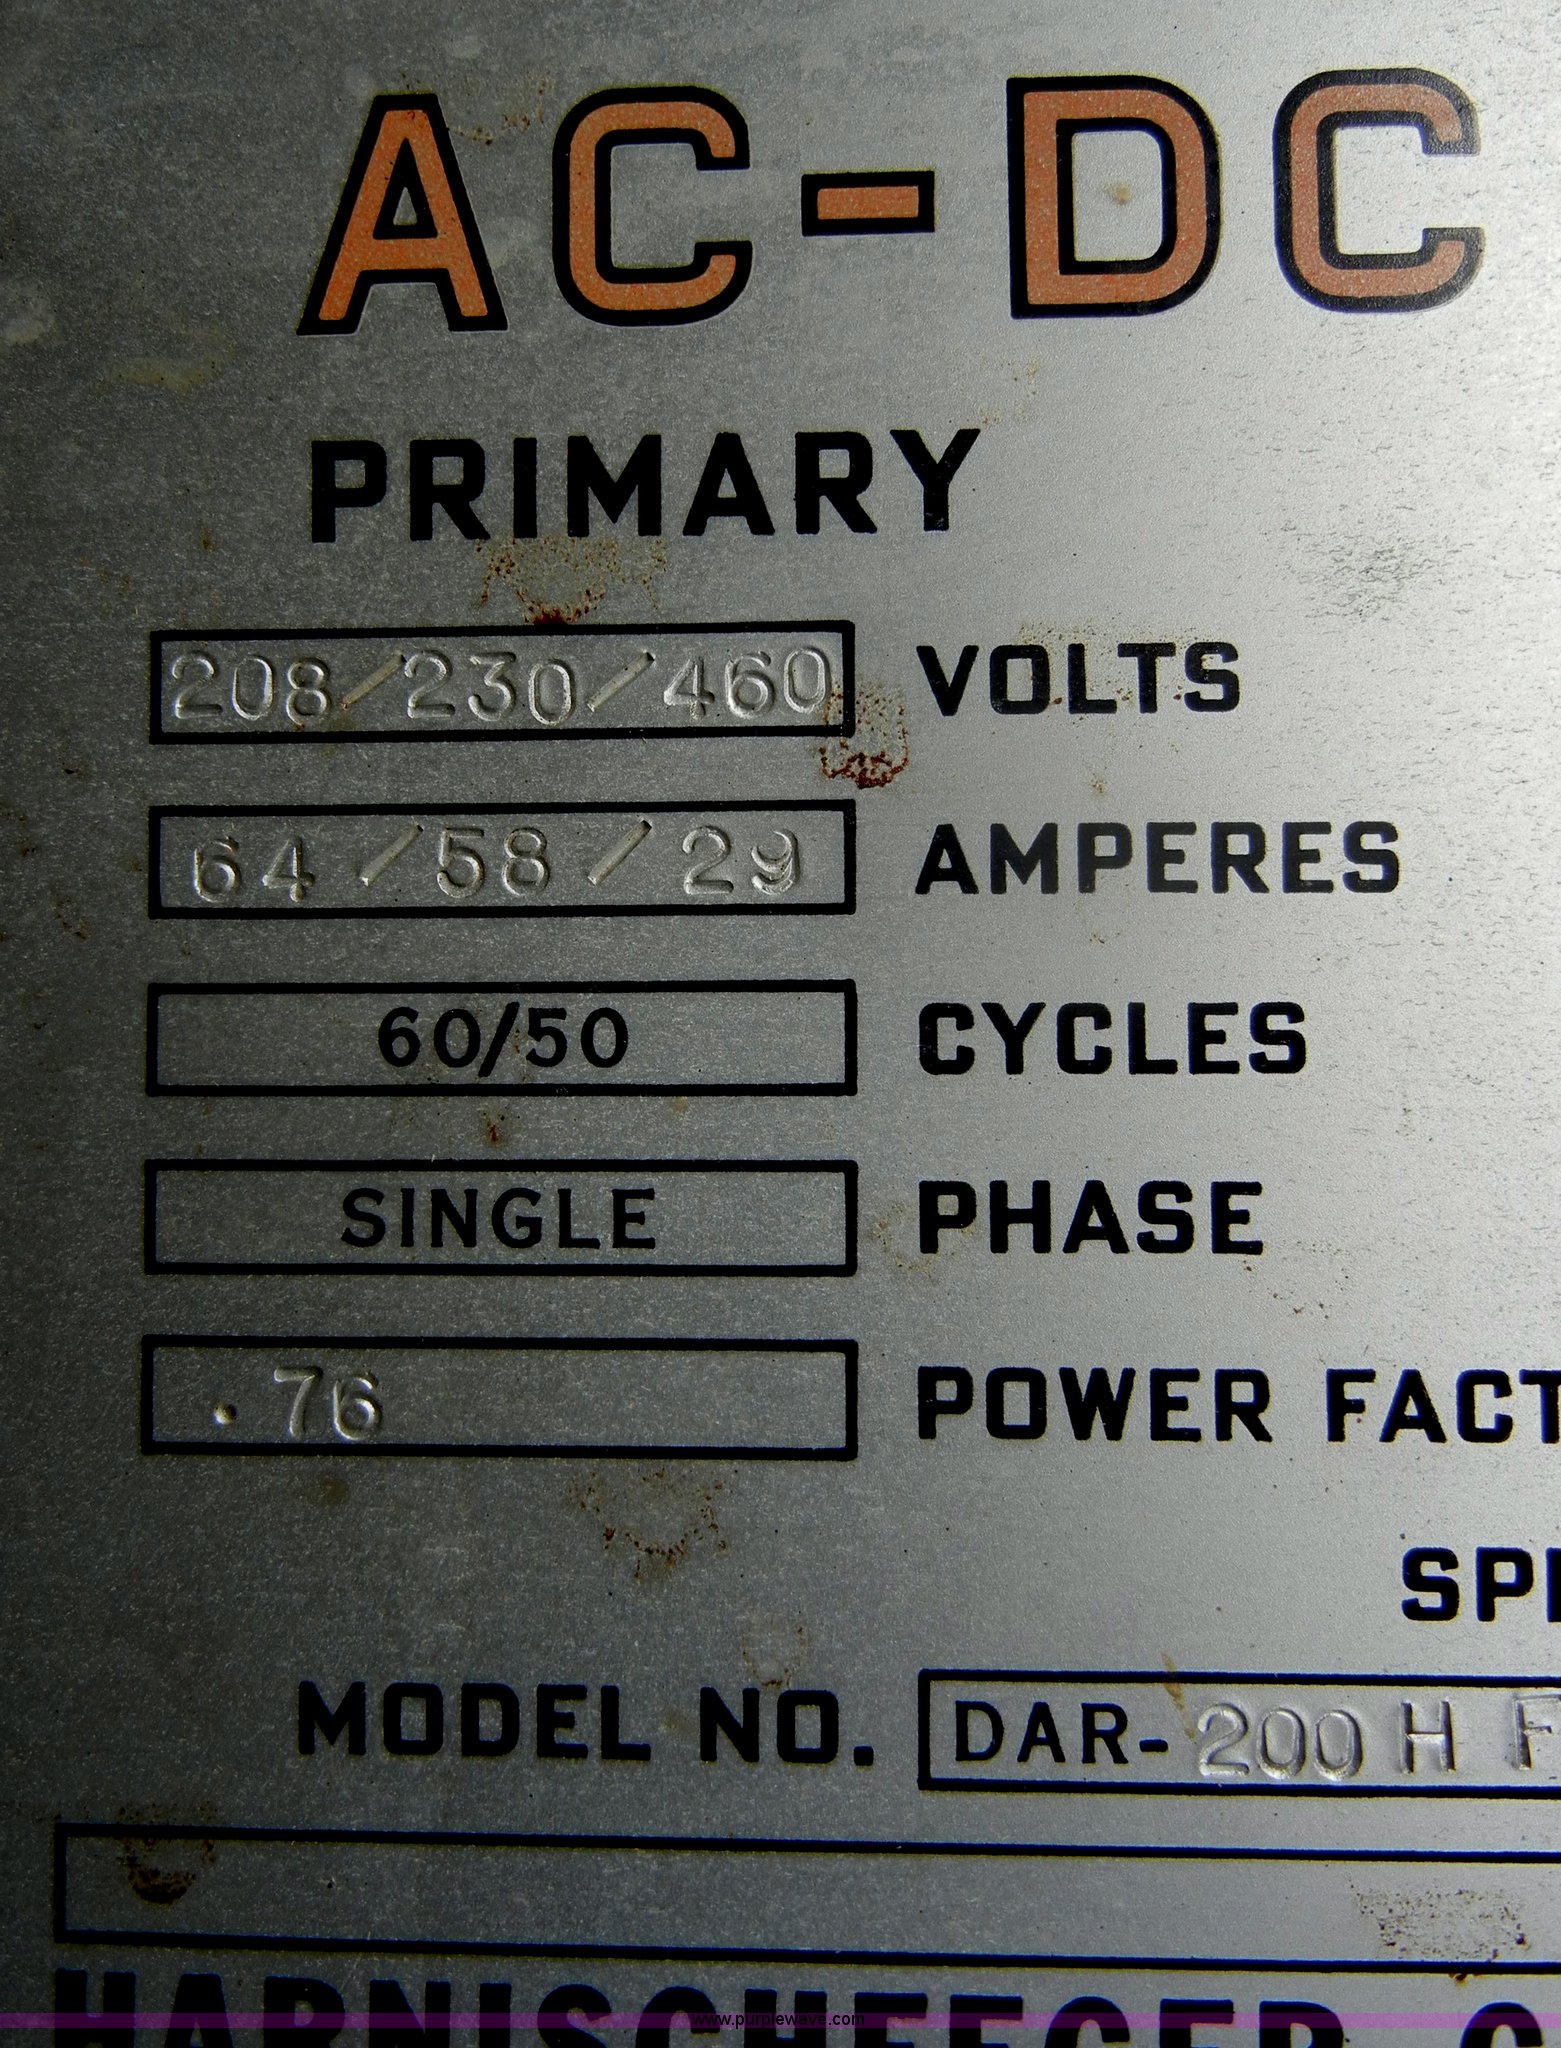 AC-DC
PRIMARY
208/230/460 VOLTS
64/58/29 AMPERES
60/50 CYCLES
SINGLE PHASE
.76 POWER FACT
MODEL NO. DAR-200 H F
HARNISCHFEGER C
www.purplewave.com